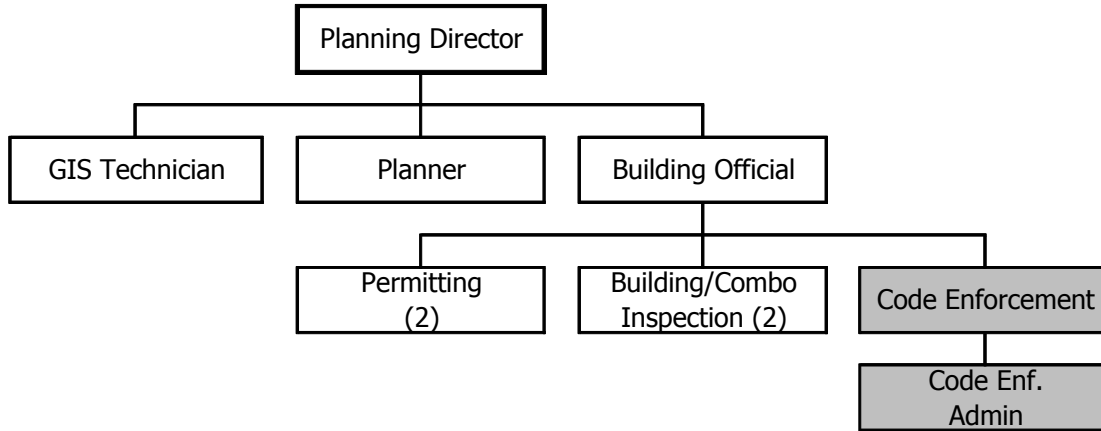 Planning Director
GIS Technician
Planner
Building Official
Permitting
(2)
Building/Combo
Inspection (2)
Code Enforcement
Code Enf.
Admin